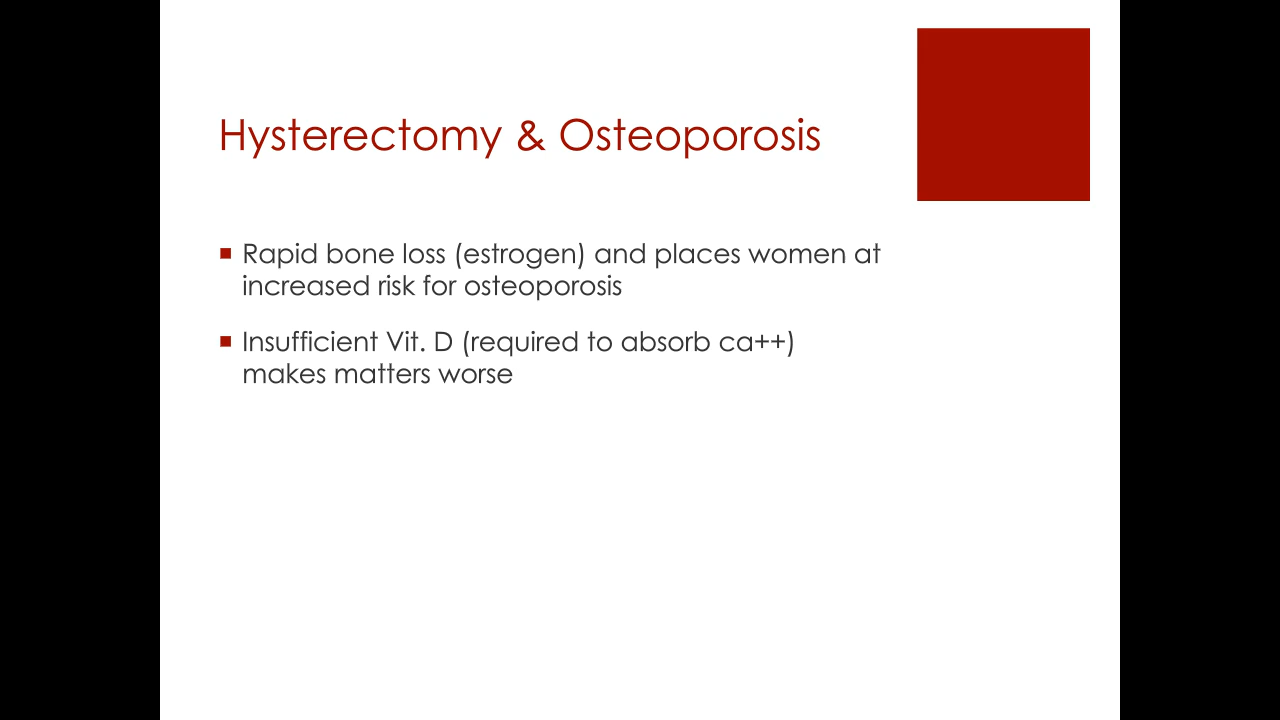 Hysterectomy & Osteoporosis
Rapid bone loss (estrogen) and places women at
increased risk for osteoporosis
Insufficient Vit. D (required to absorb ca++)
makes matters worse